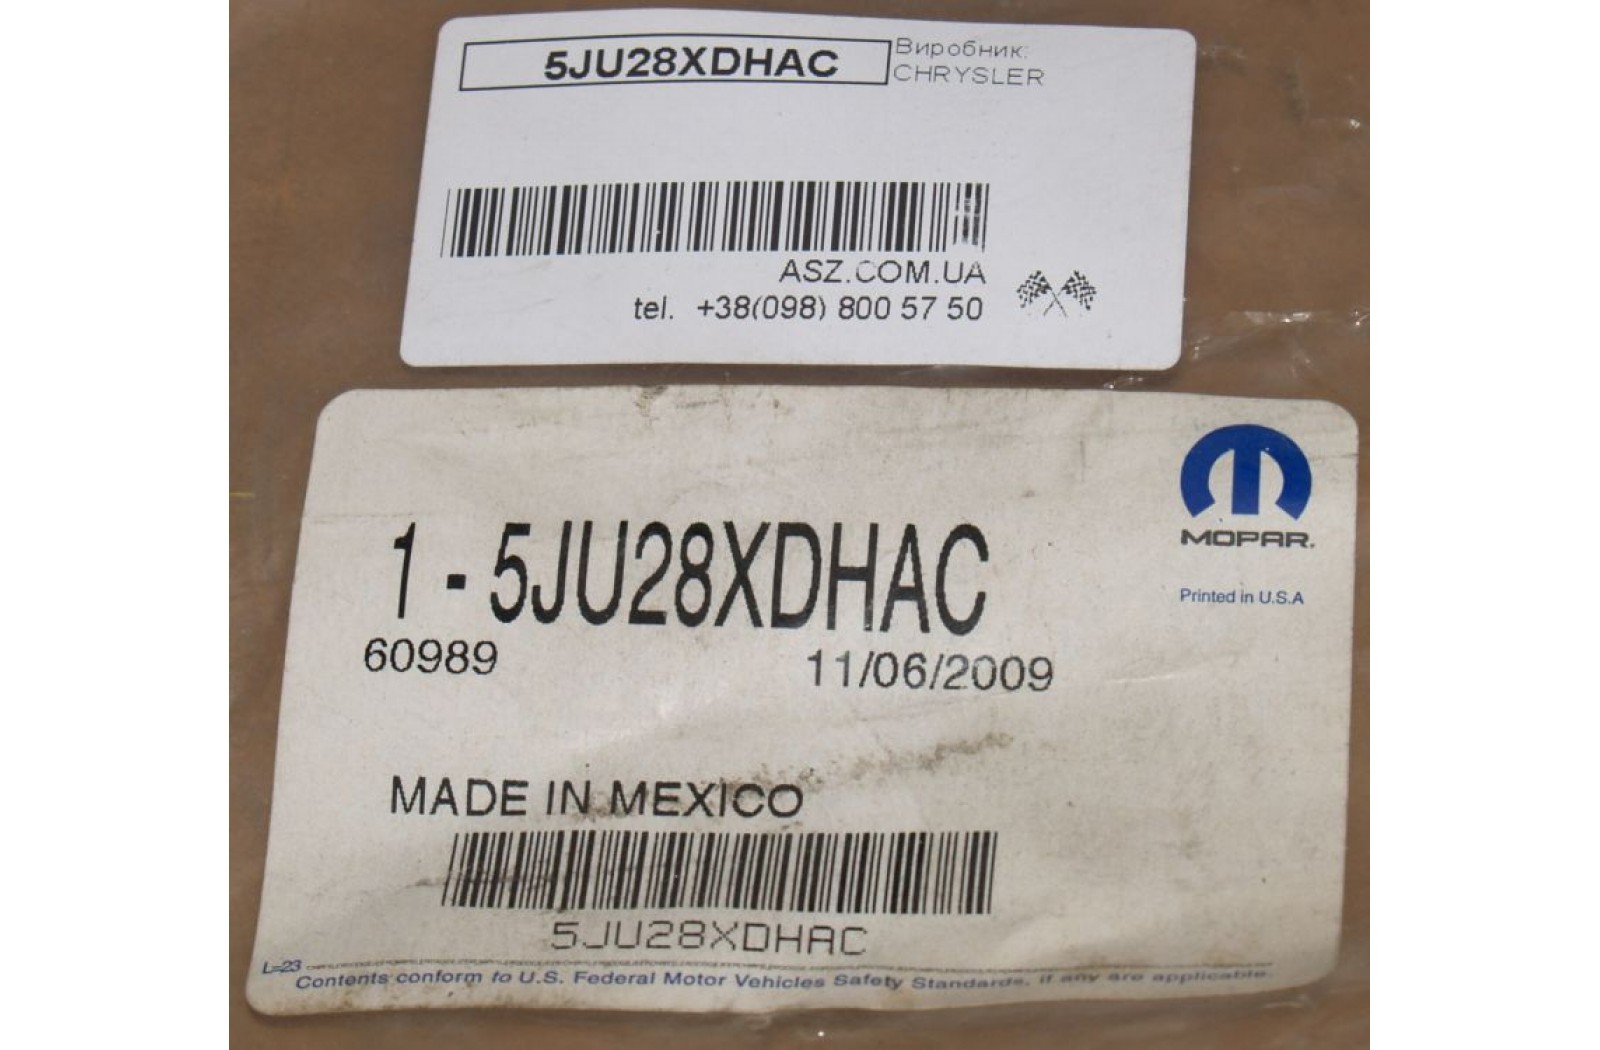 5JU28XDHAC
Виробник:
CHRYSLER
ASZ.COM.UA
tel. +38(098) 800 57 50
MOPAR.
Printed in U.S.A
1 - 5JU28XDHAC
60989 11/06/2009
MADE IN MEXICO
5JU28XDHAC
L=23
Contents conform to U.S. Federal Motor Vehicles Safety Standards, if any are applicable.